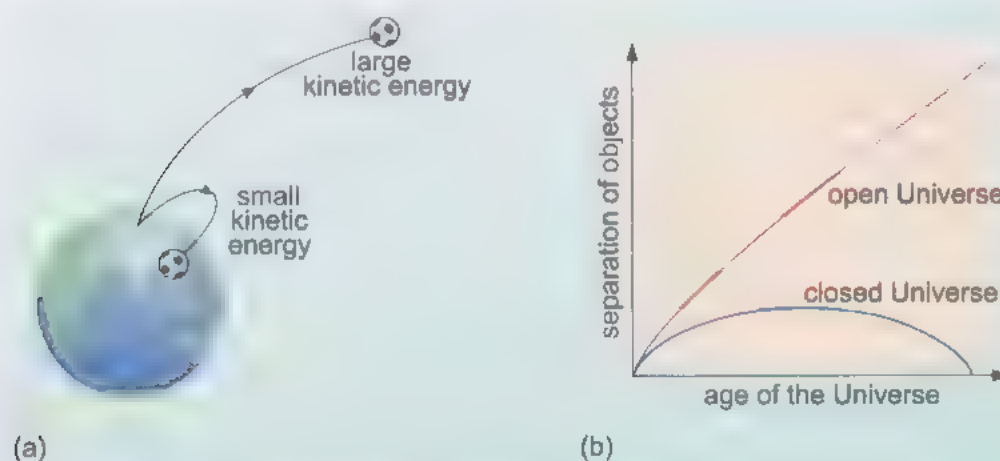 large
kinetic energy
small
kinetic
energy
(a)
separation of objects
open Universe
closed Universe
age of the Universe
(b)